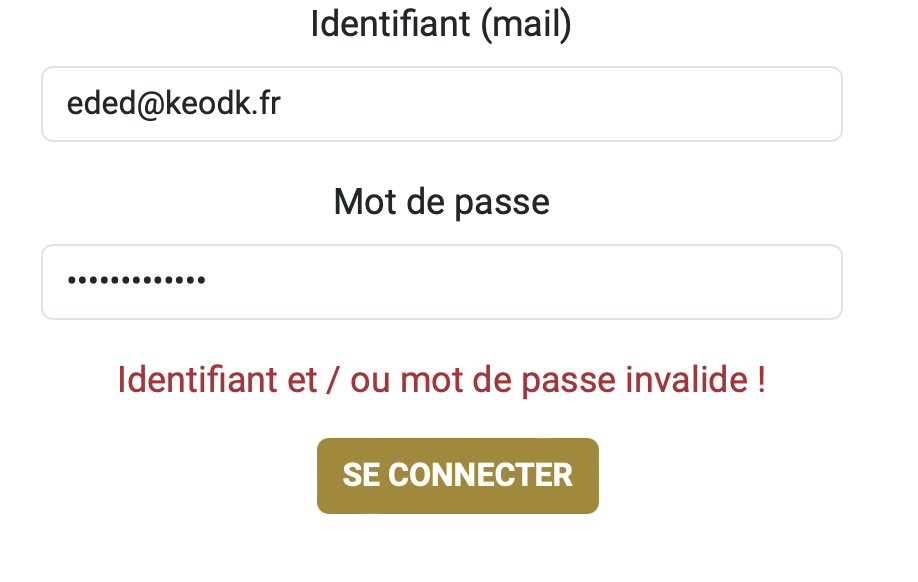 Identifiant (mail)
eded@keodk.fr
Mot de passe
•••••••••••••
Identifiant et / ou mot de passe invalide !
SE CONNECTER